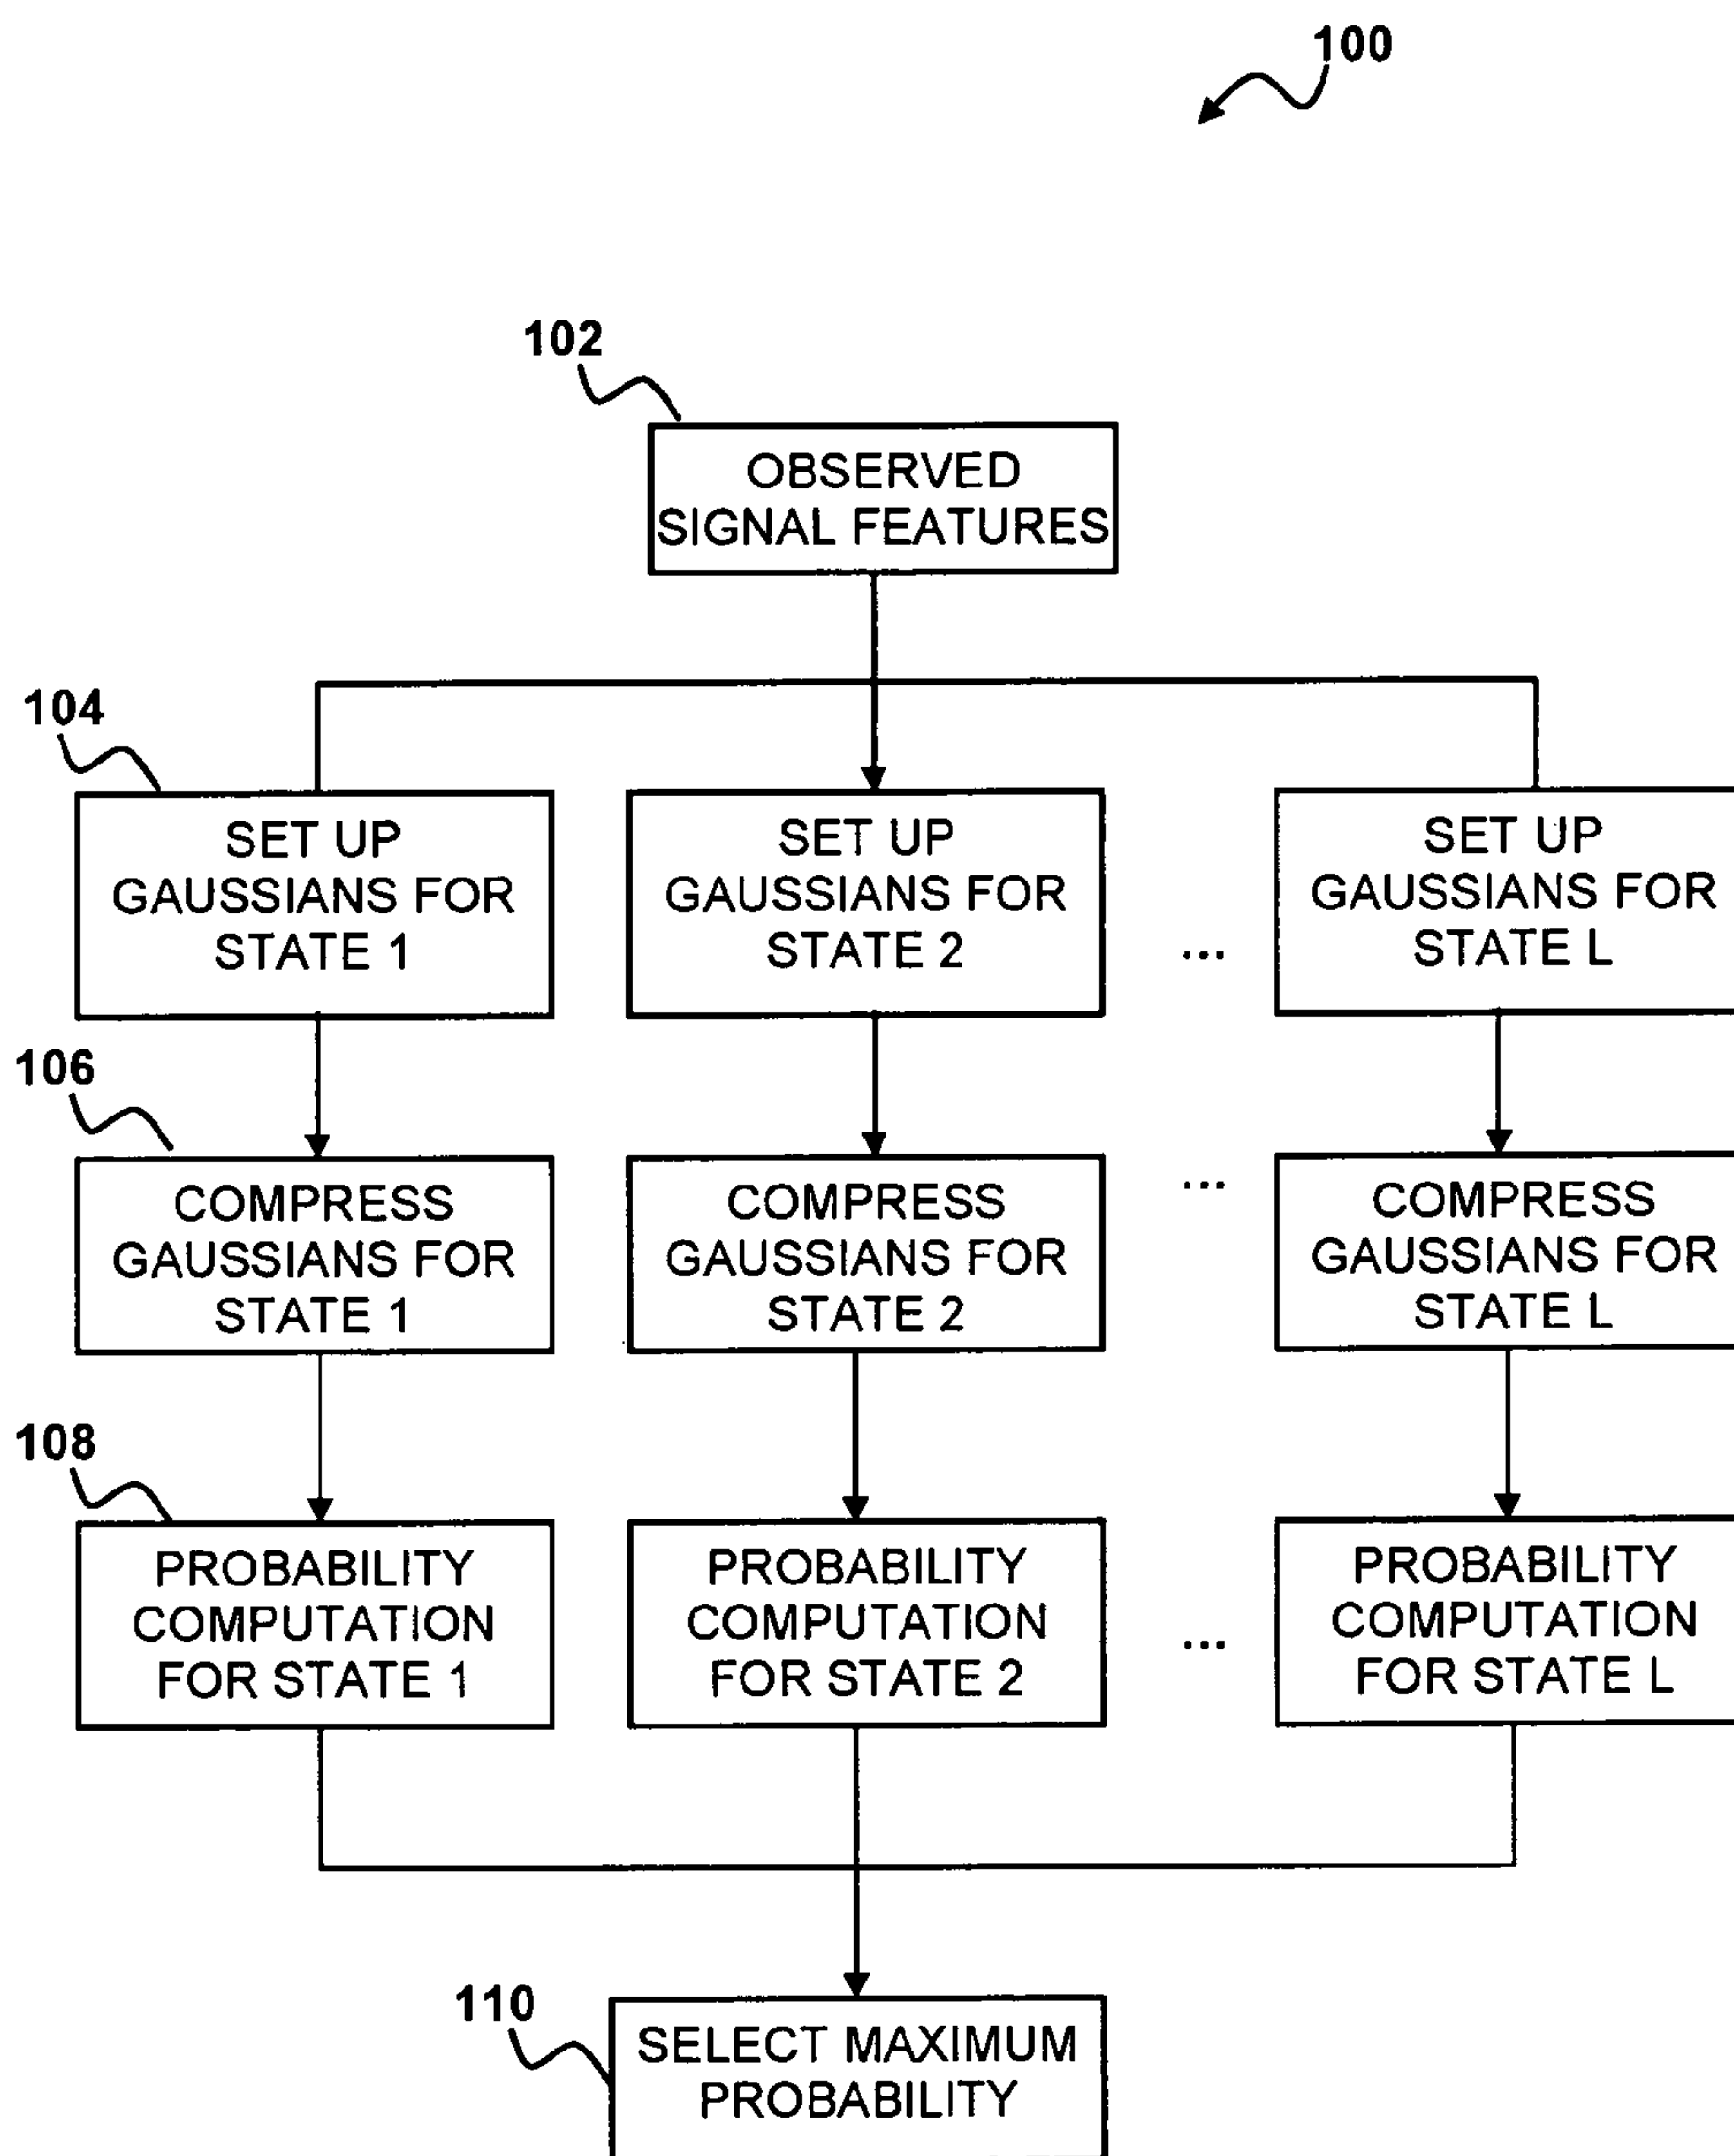 100
102
OBSERVED
SIGNAL FEATURES
104
SET UP
GAUSSIANS FOR
STATE 1
SET UP
GAUSSIANS FOR
STATE 2
...
SET UP
GAUSSIANS FOR
STATE L
106
COMPRESS
GAUSSIANS FOR
STATE 1
COMPRESS
GAUSSIANS FOR
STATE 2
...
COMPRESS
GAUSSIANS FOR
STATE L
108
PROBABILITY
COMPUTATION
FOR STATE 1
PROBABILITY
COMPUTATION
FOR STATE 2
...
PROBABILITY
COMPUTATION
FOR STATE L
110
SELECT MAXIMUM
PROBABILITY